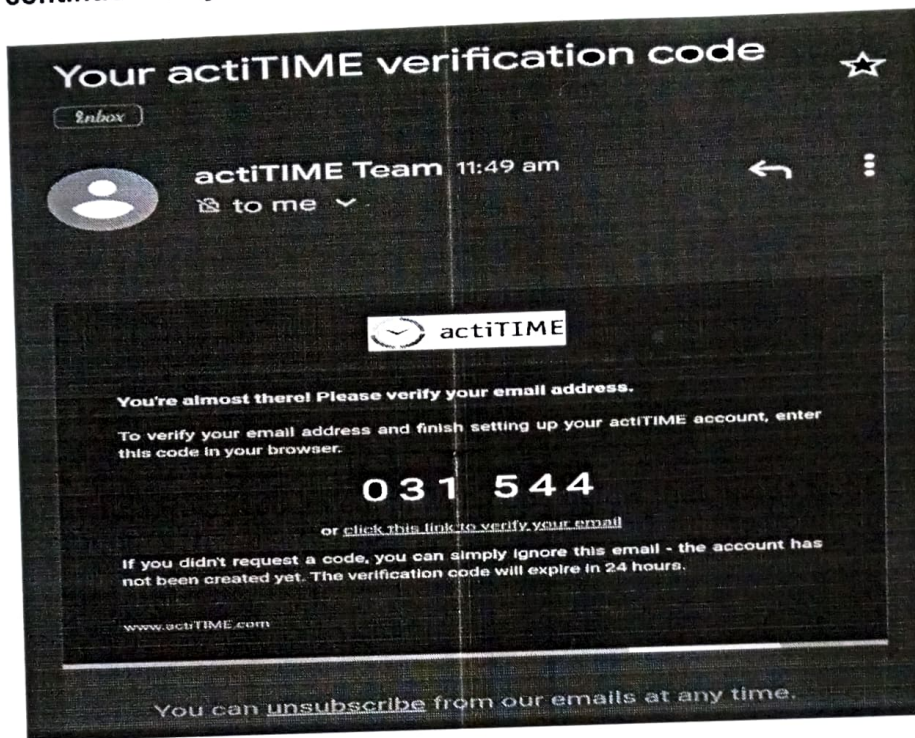 Your actiTIME verification code
Inbox
actiTIME Team 11:49 am
to me
actiTIME
You're almost there! Please verify your email address.
To verify your email address and finish setting up your actiTIME account, enter
this code in your browser.
031 544
or click this link to verify your email
If you didn't request a code, you can simply ignore this email - the account has
not been created yet. The verification code will expire in 24 hours.
www.actiTIME.com
You can unsubscribe from our emails at any time.